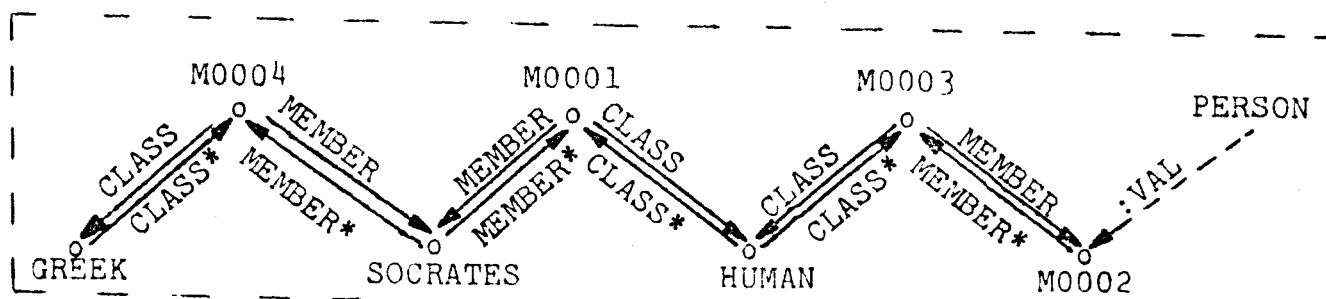 M0004 M0001 M0003
PERSON
CLASS CLASS* MEMBER MEMBER* MEMBER MEMBER* CLASS CLASS* CLASS CLASS* MEMBER MEMBER* :VAL
GREEK SOCRATES HUMAN M0002